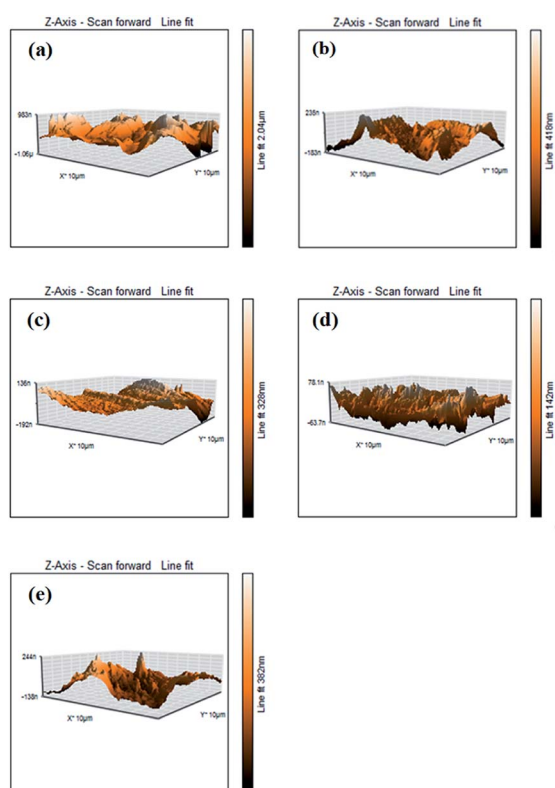 Z-Axis - Scan forward Line fit
(a)
983n
-1.06µ
X* 10µm
Y* 10µm
Line fit 2.04µm
Z-Axis - Scan forward Line fit
(b)
235n
-183n
X* 10µm
Y* 10µm
Line fit 418nm
Z-Axis - Scan forward Line fit
(c)
136n
-192n
X* 10µm
Y* 10µm
Line fit 328nm
Z-Axis - Scan forward Line fit
(d)
78.1n
-63.7n
X* 10µm
Y* 10µm
Line fit 142nm
Z-Axis - Scan forward Line fit
(e)
244n
-138n
X* 10µm
Y* 10µm
Line fit 382nm